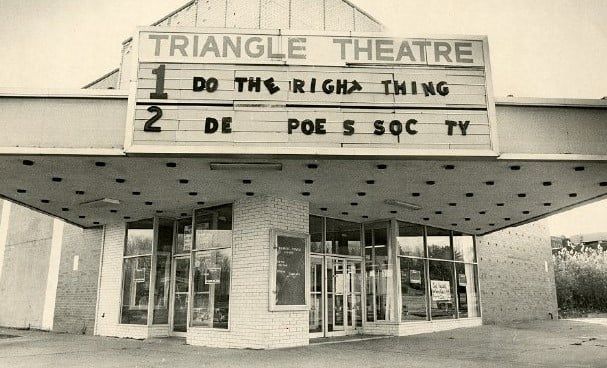 TRIANGLE THEATRE
1 DO THE RIGHT THING
2 DE POE S SOC TY